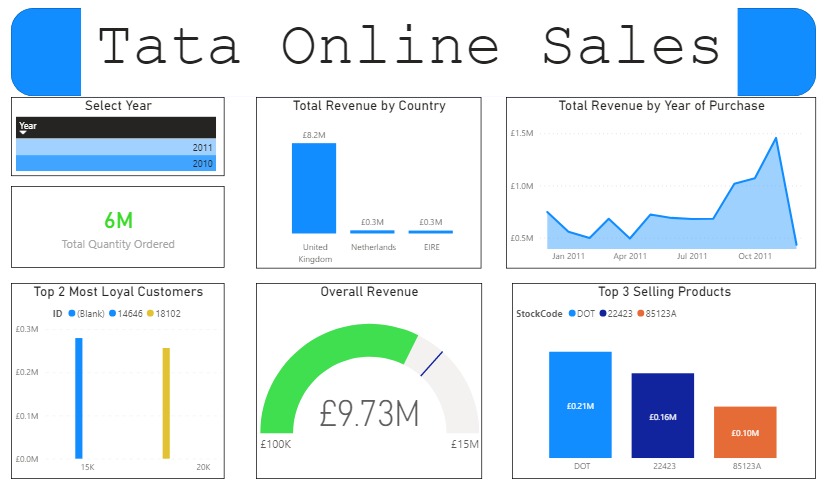 Tata Online Sales
Select Year
Year
2011
2010
6M
Total Quantity Ordered
Total Revenue by Country
£8.2M
£0.3M
£0.3M
United Kingdom
Netherlands
EIRE
Total Revenue by Year of Purchase
£1.5M
£1.0M
£0.5M
Jan 2011
Apr 2011
Jul 2011
Oct 2011
Top 2 Most Loyal Customers
ID (Blank) 14646 18102
£0.3M
£0.2M
£0.1M
£0.0M
15K
20K
Overall Revenue
£9.73M
£100K
£15M
Top 3 Selling Products
StockCode DOT 22423 85123A
£0.21M
£0.16M
£0.10M
DOT
22423
85123A